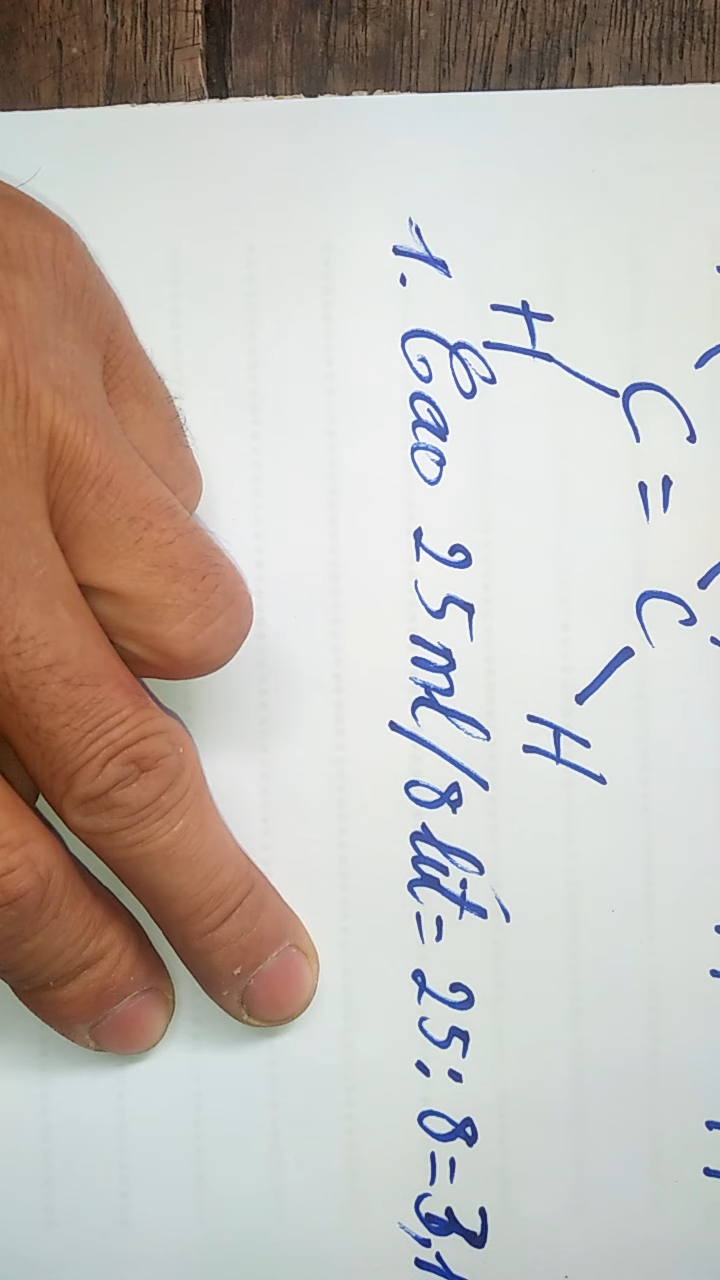 H C = C H
1. Cao 25ml/8 lít = 25 : 8 = 3,1